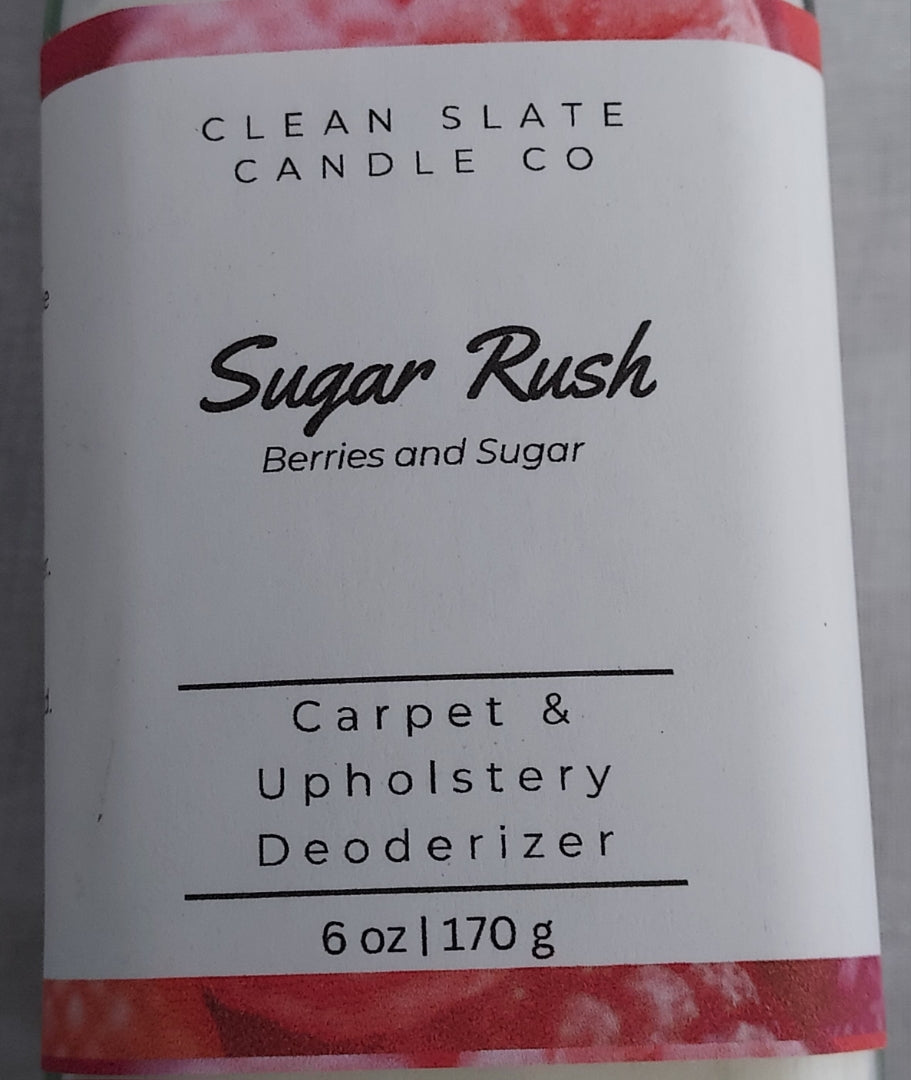 CLEAN SLATE
CANDLE CO
Sugar Rush
Berries and Sugar
Carpet &
Upholstery
Deoderizer
6 oz | 170 g